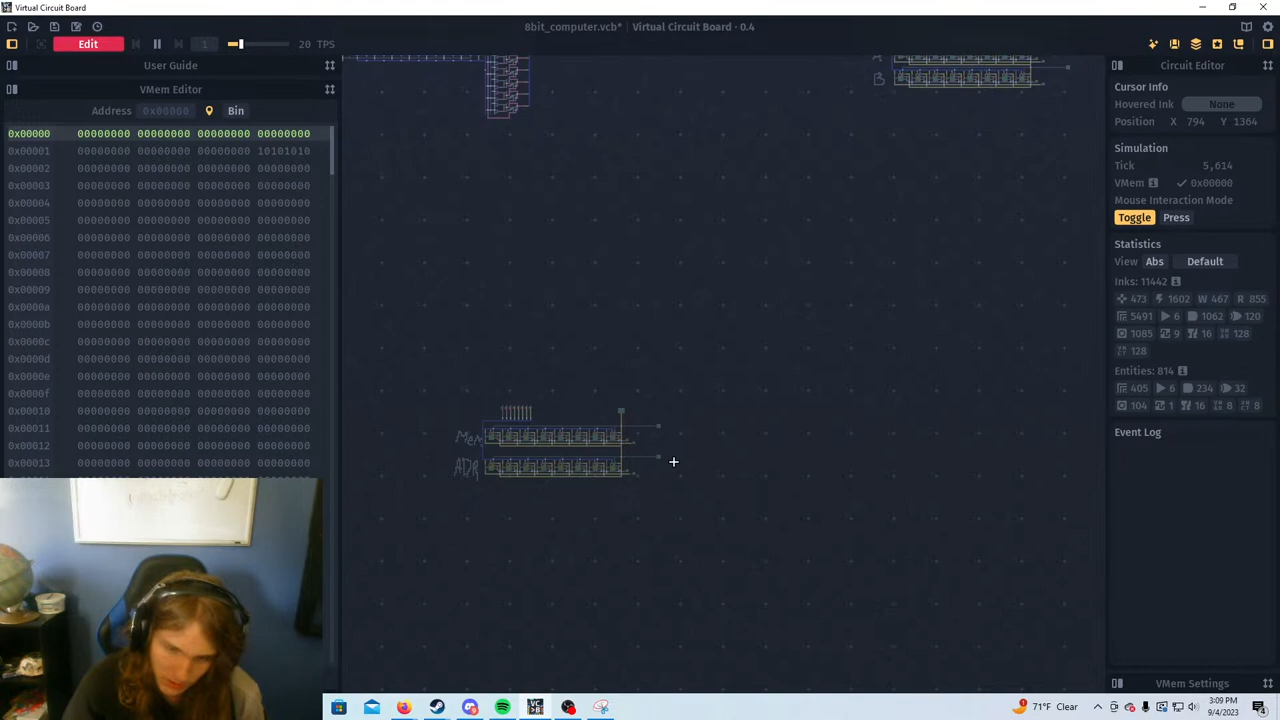 Virtual Circuit Board
8bit_computer.vcb* Virtual Circuit Board · 0.4
Edit 1 20 TPS
User Guide
VMem Editor
Address 0x00000 Bin
0x00000 00000000 00000000 00000000 00000000
0x00001 00000000 00000000 00000000 10101010
0x00002 00000000 00000000 00000000 00000000
0x00003 00000000 00000000 00000000 00000000
0x00004 00000000 00000000 00000000 00000000
0x00005 00000000 00000000 00000000 00000000
0x00006 00000000 00000000 00000000 00000000
0x00007 00000000 00000000 00000000 00000000
0x00008 00000000 00000000 00000000 00000000
0x00009 00000000 00000000 00000000 00000000
0x0000a 00000000 00000000 00000000 00000000
0x0000b 00000000 00000000 00000000 00000000
0x0000c 00000000 00000000 00000000 00000000
0x0000d 00000000 00000000 00000000 00000000
0x0000e 00000000 00000000 00000000 00000000
0x0000f 00000000 00000000 00000000 00000000
0x00010 00000000 00000000 00000000 00000000
0x00011 00000000 00000000 00000000 00000000
0x00012 00000000 00000000 00000000 00000000
0x00013 00000000 00000000 00000000 00000000
A
B
Mem
ADR
Circuit Editor
Cursor Info
Hovered Ink None
Position X 794 Y 1364
Simulation
Tick 5,614
VMem 0x00000
Mouse Interaction Mode
Toggle Press
Statistics
View Abs Default
Inks: 11442
473 1602 W 467 R 855
5491 6 1062 120
1085 9 16 128
128
Entities: 814
405 6 234 32
104 1 16 8 8
Event Log
VMem Settings
71°F Clear
3:09 PM
9/4/2023
4